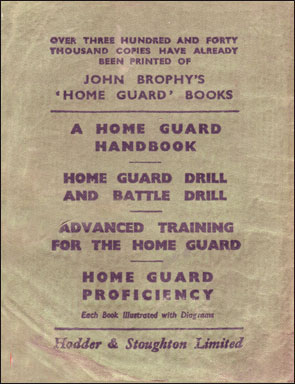 OVER THREE HUNDRED AND FORTY
THOUSAND COPIES HAVE ALREADY
BEEN PRINTED OF
JOHN BROPHY'S
'HOME GUARD' BOOKS
A HOME GUARD
HANDBOOK
HOME GUARD DRILL
AND BATTLE DRILL
ADVANCED TRAINING
FOR THE HOME GUARD
HOME GUARD
PROFICIENCY
Each Book Illustrated with Diagrams
Hodder & Stoughton Limited